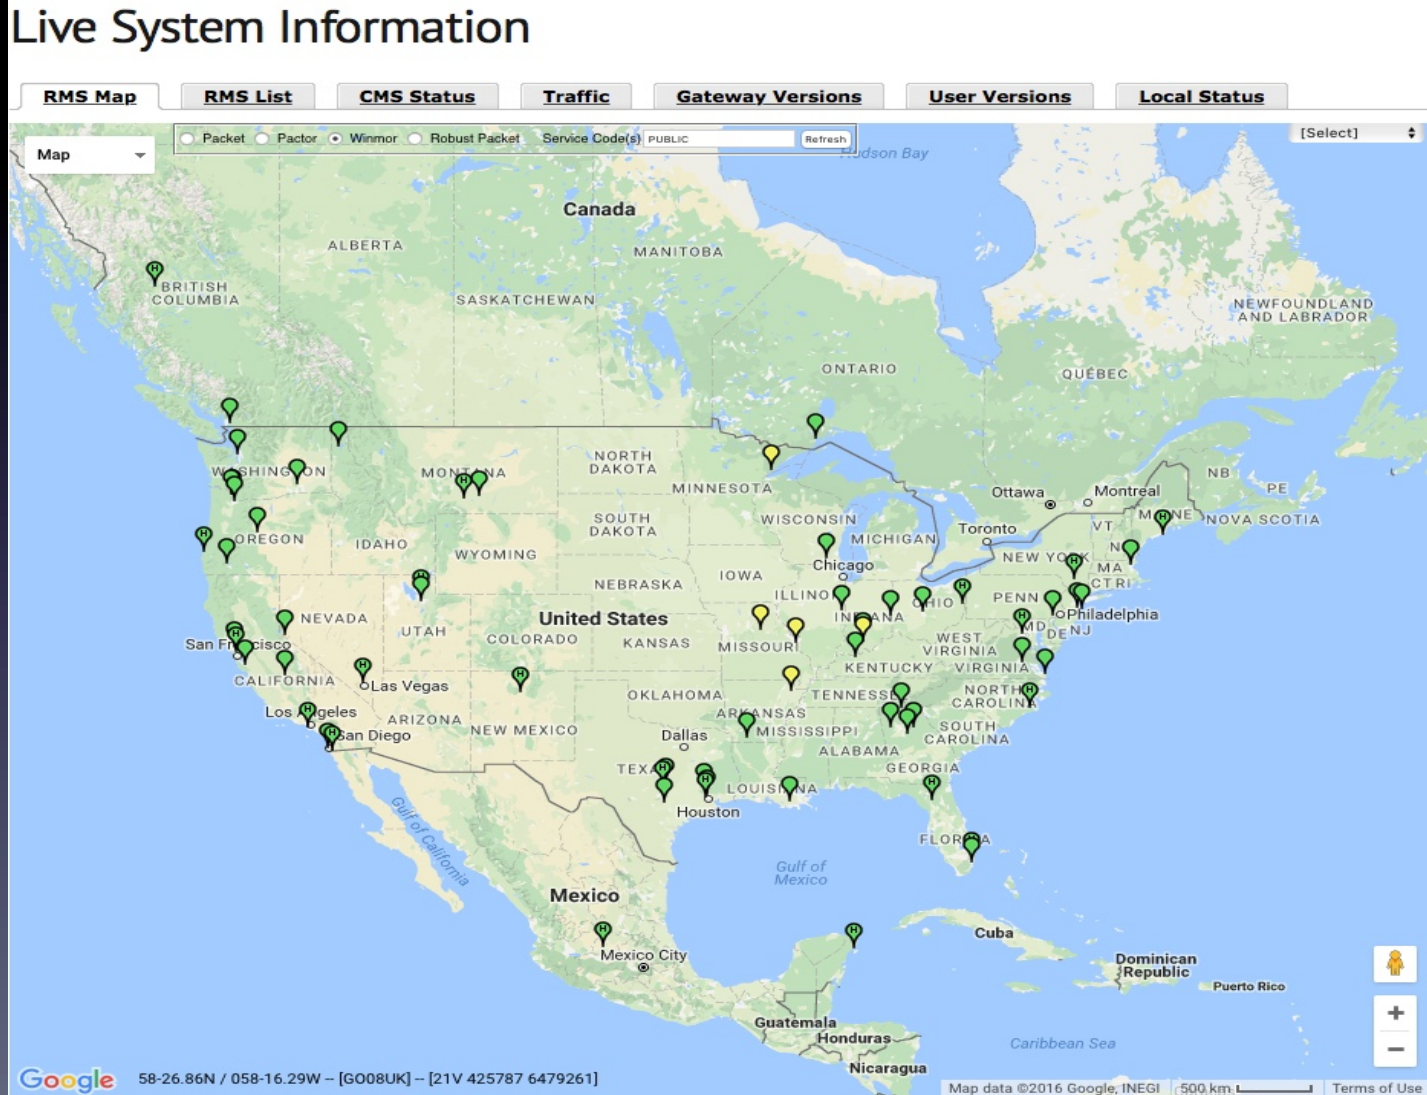 Live System Information
RMS Map RMS List CMS Status Traffic Gateway Versions User Versions Local Status
Map
Packet Pactor Winmor Robust Packet Service Code(s) PUBLIC Refresh
[Select]
Hudson Bay
Canada
ALBERTA
MANITOBA
BRITISH
COLUMBIA
SASKATCHEWAN
NEWFOUNDLAND
AND LABRADOR
ONTARIO
QUÉBEC
WASHINGTON
MONTANA
NORTH
DAKOTA
MINNESOTA
Ottawa
Montreal
NB
PE
NOVA SCOTIA
MAINE
SOUTH
DAKOTA
WISCONSIN
MICHIGAN
Toronto
VT
OREGON
IDAHO
WYOMING
NEW YORK
MA
CT RI
Chicago
IOWA
NEBRASKA
ILLINOIS
INDIANA
OHIO
PENN
Philadelphia
MD
DE
NJ
NEVADA
UTAH
COLORADO
United States
KANSAS
MISSOURI
WEST
VIRGINIA
VIRGINIA
KENTUCKY
San Francisco
CALIFORNIA
Las Vegas
OKLAHOMA
TENNESSEE
NORTH
CAROLINA
Los Angeles
ARIZONA
NEW MEXICO
ARKANSAS
MISSISSIPPI
SOUTH
CAROLINA
San Diego
Dallas
ALABAMA
GEORGIA
TEXAS
LOUISIANA
Houston
FLORIDA
Gulf of California
Gulf of
Mexico
Mexico
Mexico City
Cuba
Dominican
Republic
Puerto Rico
Guatemala
Honduras
Nicaragua
Caribbean Sea
Google 58-26.86N / 058-16.29W -- [GO08UK] -- [21V 425787 6479261]
Map data ©2016 Google, INEGI 500 km Terms of Use